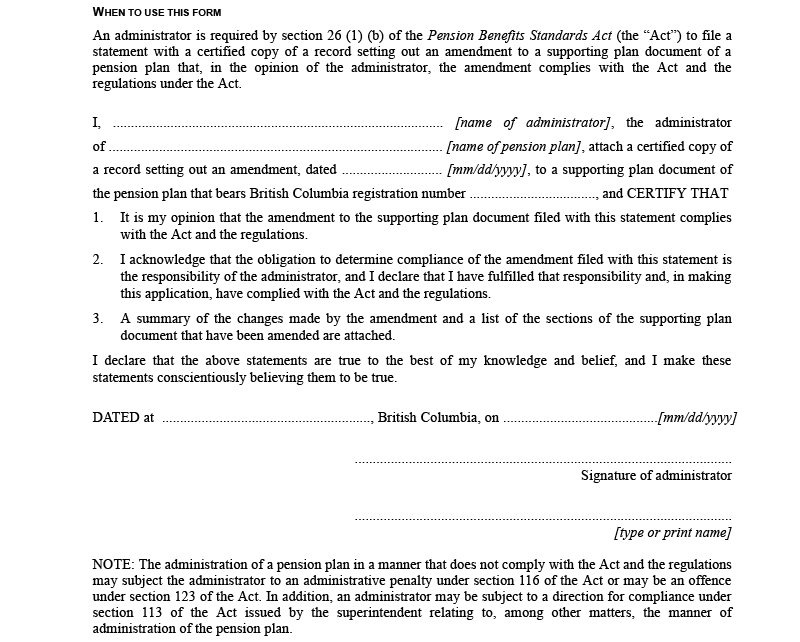 WHEN TO USE THIS FORM
An administrator is required by section 26 (1) (b) of the Pension Benefits Standards Act (the “Act”) to file a
statement with a certified copy of a record setting out an amendment to a supporting plan document of a
pension plan that, in the opinion of the administrator, the amendment complies with the Act and the
regulations under the Act.
I, ........................................................................................ [name of administrator], the administrator
of ......................................................................................... [name of pension plan], attach a certified copy of
a record setting out an amendment, dated ........................... [mm/dd/yyyy], to a supporting plan document of
the pension plan that bears British Columbia registration number .................................., and CERTIFY THAT
1. It is my opinion that the amendment to the supporting plan document filed with this statement complies
with the Act and the regulations.
2. I acknowledge that the obligation to determine compliance of the amendment filed with this statement is
the responsibility of the administrator, and I declare that I have fulfilled that responsibility and, in making
this application, have complied with the Act and the regulations.
3. A summary of the changes made by the amendment and a list of the sections of the supporting plan
document that have been amended are attached.
I declare that the above statements are true to the best of my knowledge and belief, and I make these
statements conscientiously believing them to be true.
DATED at ........................................................, British Columbia, on .........................................[mm/dd/yyyy]
.....................................................................................................
Signature of administrator
.....................................................................................................
[type or print name]
NOTE: The administration of a pension plan in a manner that does not comply with the Act and the regulations
may subject the administrator to an administrative penalty under section 116 of the Act or may be an offence
under section 123 of the Act. In addition, an administrator may be subject to a direction for compliance under
section 113 of the Act issued by the superintendent relating to, among other matters, the manner of
administration of the pension plan.